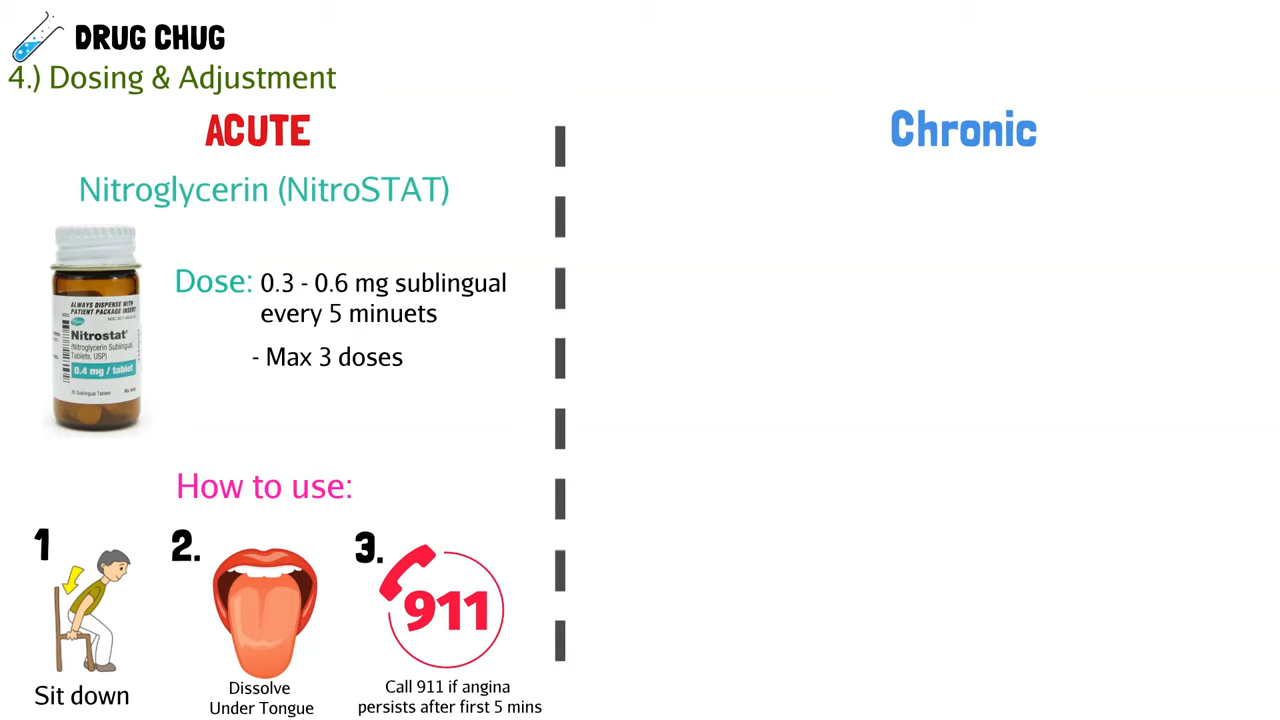 DRUG CHUG
4.) Dosing & Adjustment
ACUTE
Nitroglycerin (NitroSTAT)
ALWAYS DISPENSE WITH
PATIENT PACKAGE INSERT
Pfizer
Nitrostat
(Nitroglycerin Sublingual
Tablets, USP)
0.4 mg / tablet
Dose: 0.3 - 0.6 mg sublingual
every 5 minuets
- Max 3 doses
How to use:
1
Sit down
2.
Dissolve
Under Tongue
3.
911
Call 911 if angina
persists after first 5 mins
Chronic